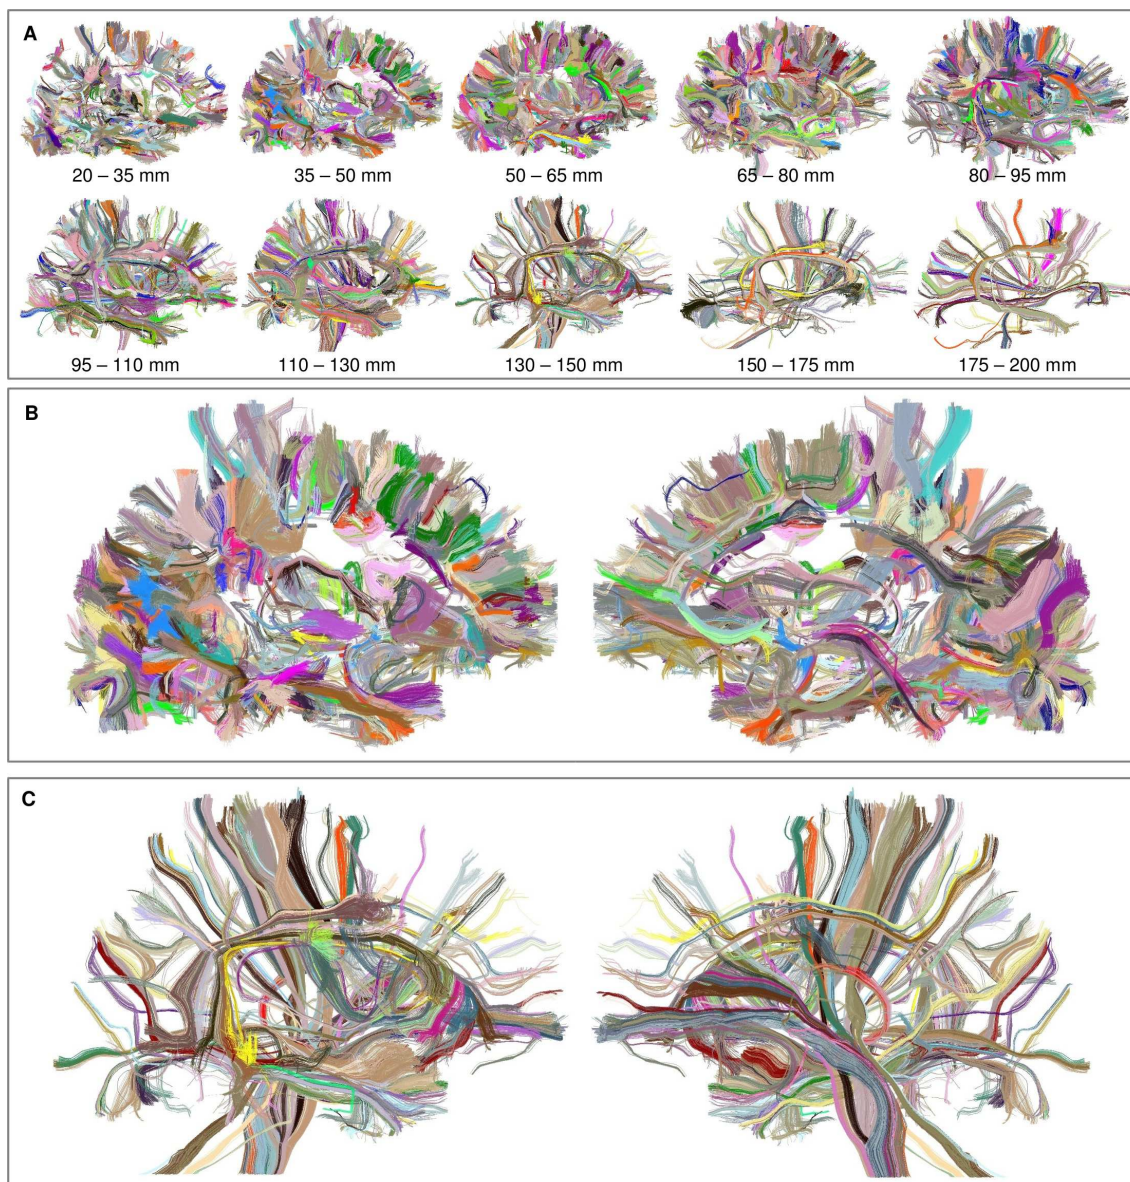 A
20 – 35 mm
35 – 50 mm
50 – 65 mm
65 – 80 mm
80 – 95 mm
95 – 110 mm
110 – 130 mm
130 – 150 mm
150 – 175 mm
175 – 200 mm
B
C